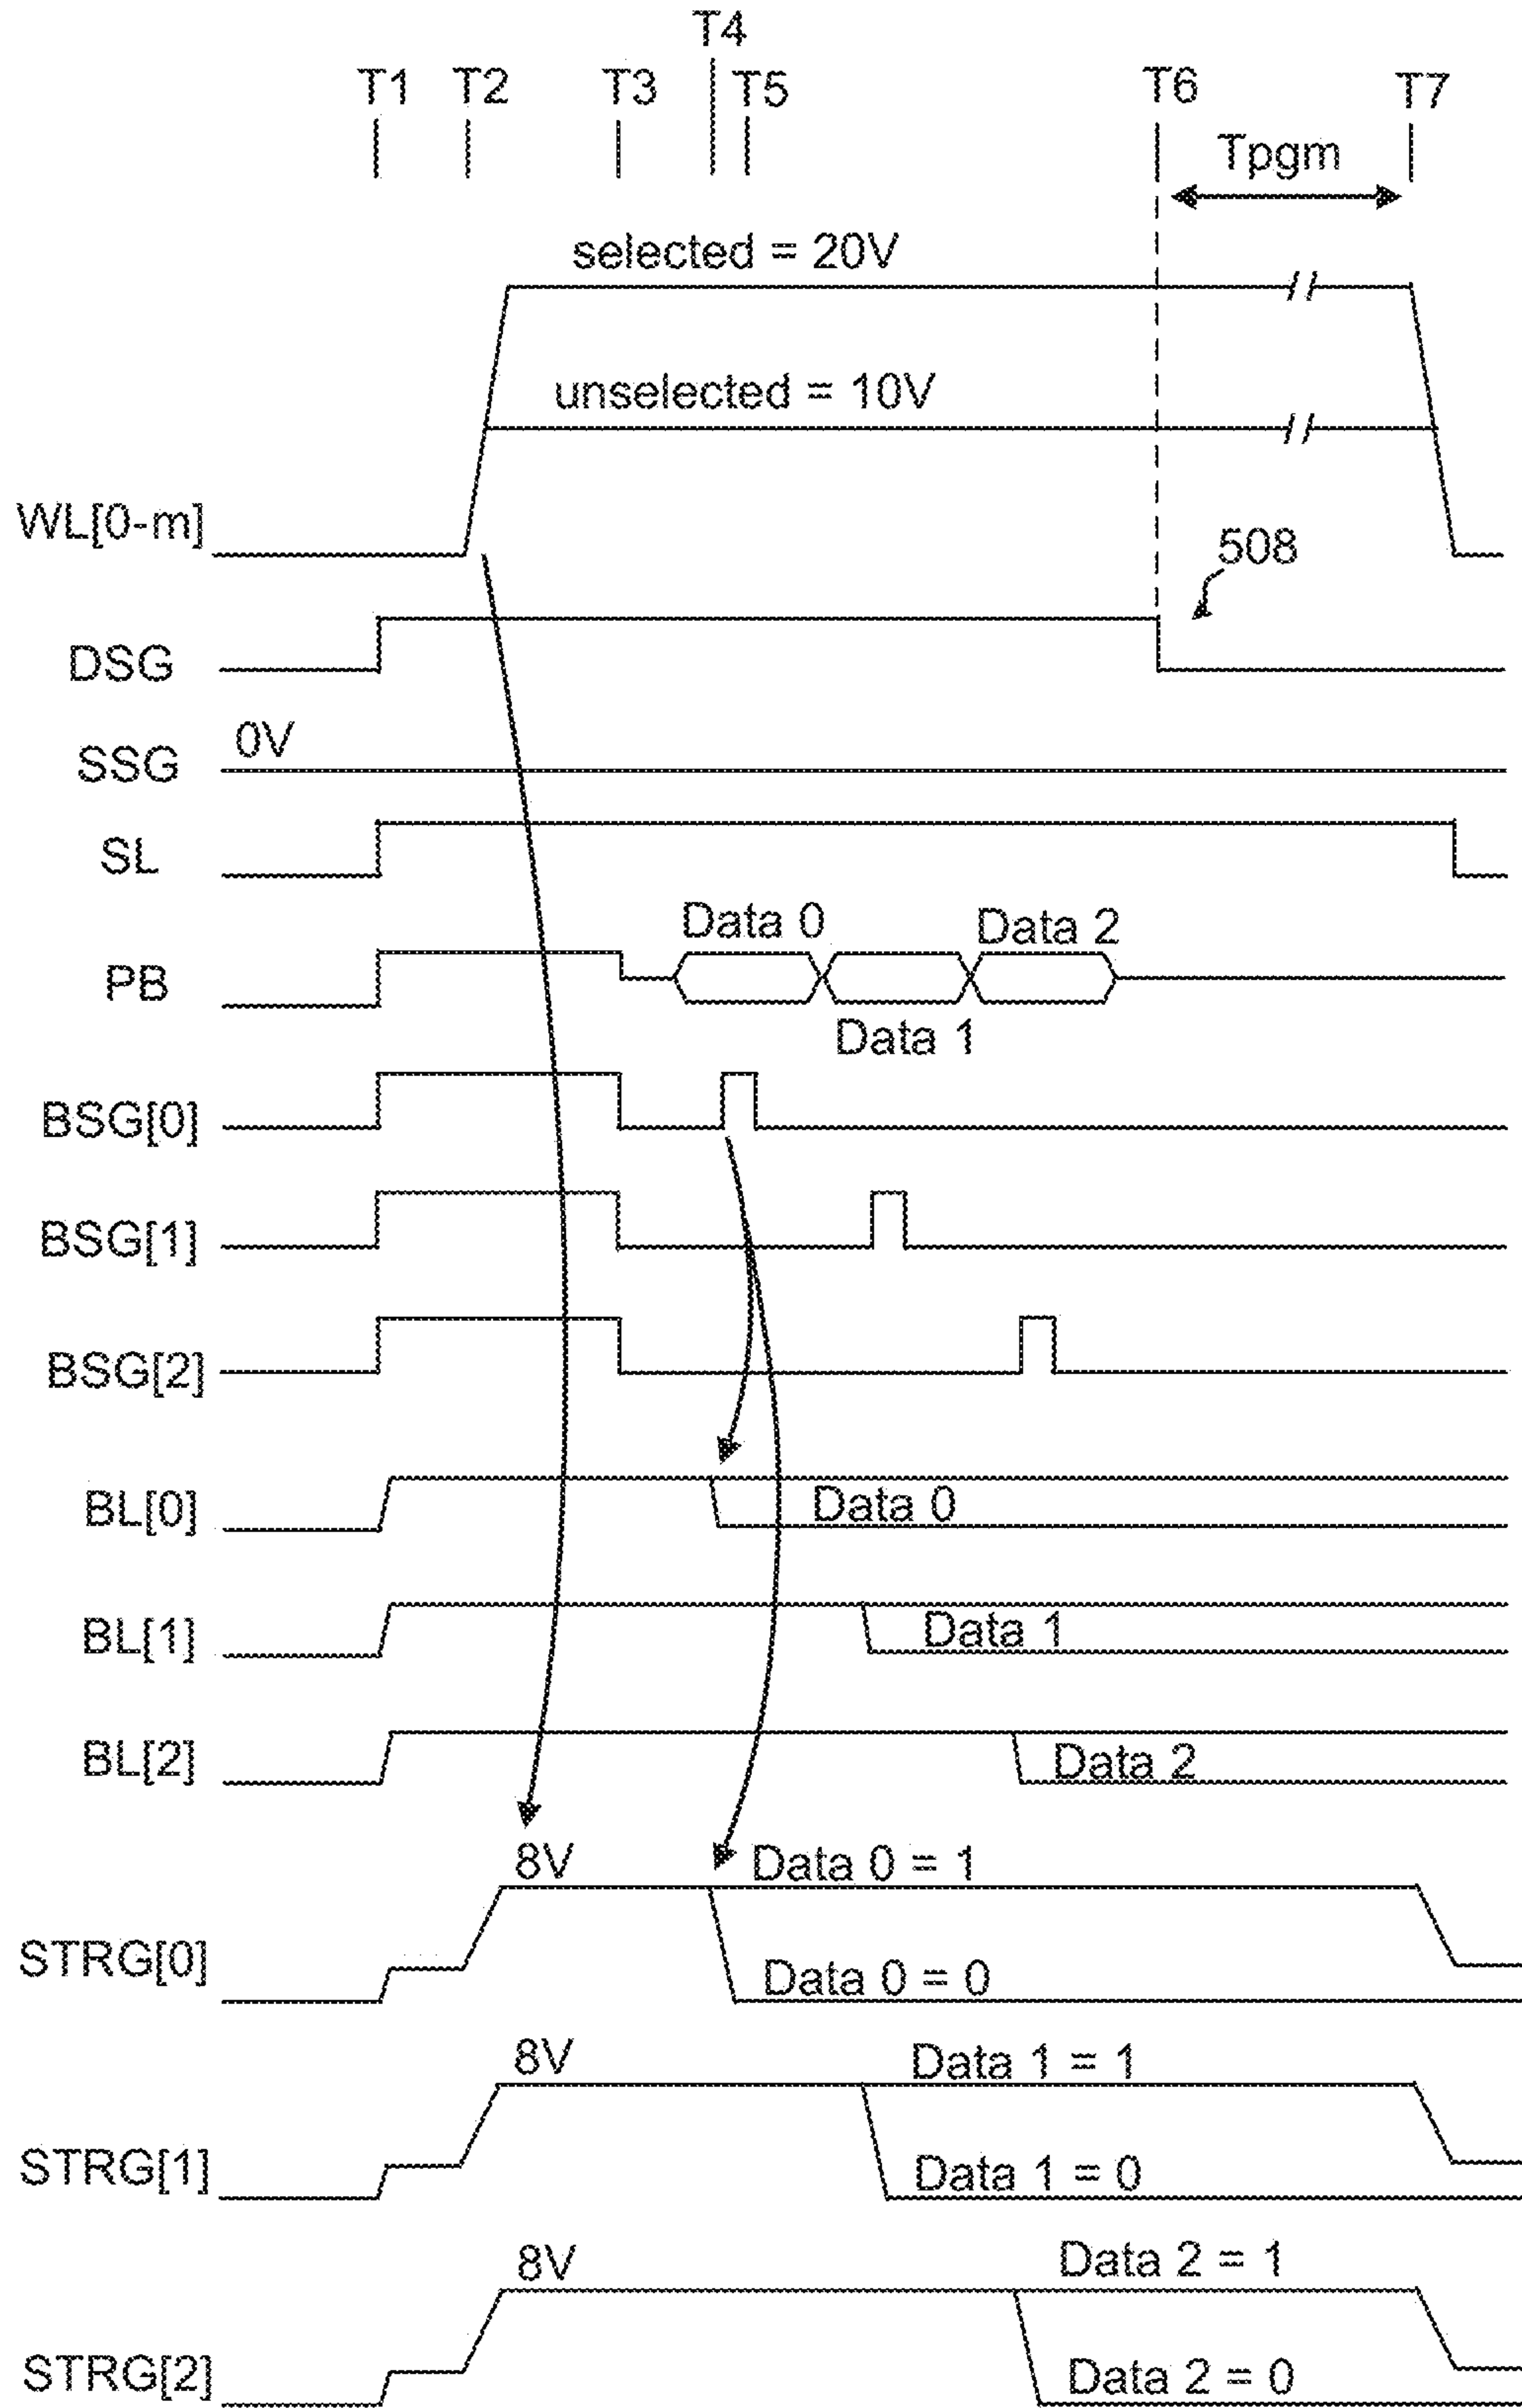 T4
T1 T2 T3 T5 T6 T7
Tpgm
selected = 20V
unselected = 10V
WL[0-m]
508
DSG
0V
SSG
SL
Data 0 Data 2
PB
Data 1
BSG[0]
BSG[1]
BSG[2]
BL[0] Data 0
BL[1] Data 1
BL[2] Data 2
8V Data 0 = 1
STRG[0] Data 0 = 0
8V Data 1 = 1
STRG[1] Data 1 = 0
8V Data 2 = 1
STRG[2] Data 2 = 0